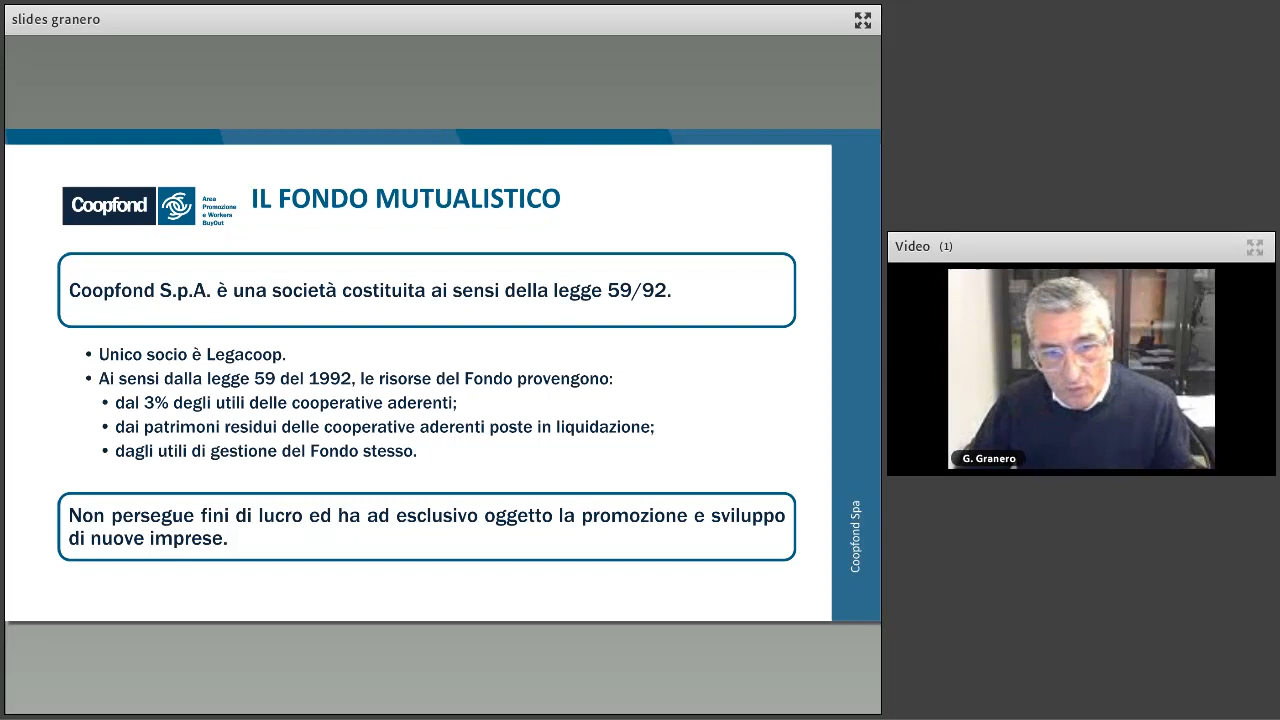 slides granero
Coopfond
Area
Promozione
e Workers
BuyOut
IL FONDO MUTUALISTICO
Coopfond S.p.A. è una società costituita ai sensi della legge 59/92.
• Unico socio è Legacoop.
• Ai sensi dalla legge 59 del 1992, le risorse del Fondo provengono:
• dal 3% degli utili delle cooperative aderenti;
• dai patrimoni residui delle cooperative aderenti poste in liquidazione;
• dagli utili di gestione del Fondo stesso.
Non persegue fini di lucro ed ha ad esclusivo oggetto la promozione e sviluppo
di nuove imprese.
Coopfond Spa
Video (1)
G. Granero